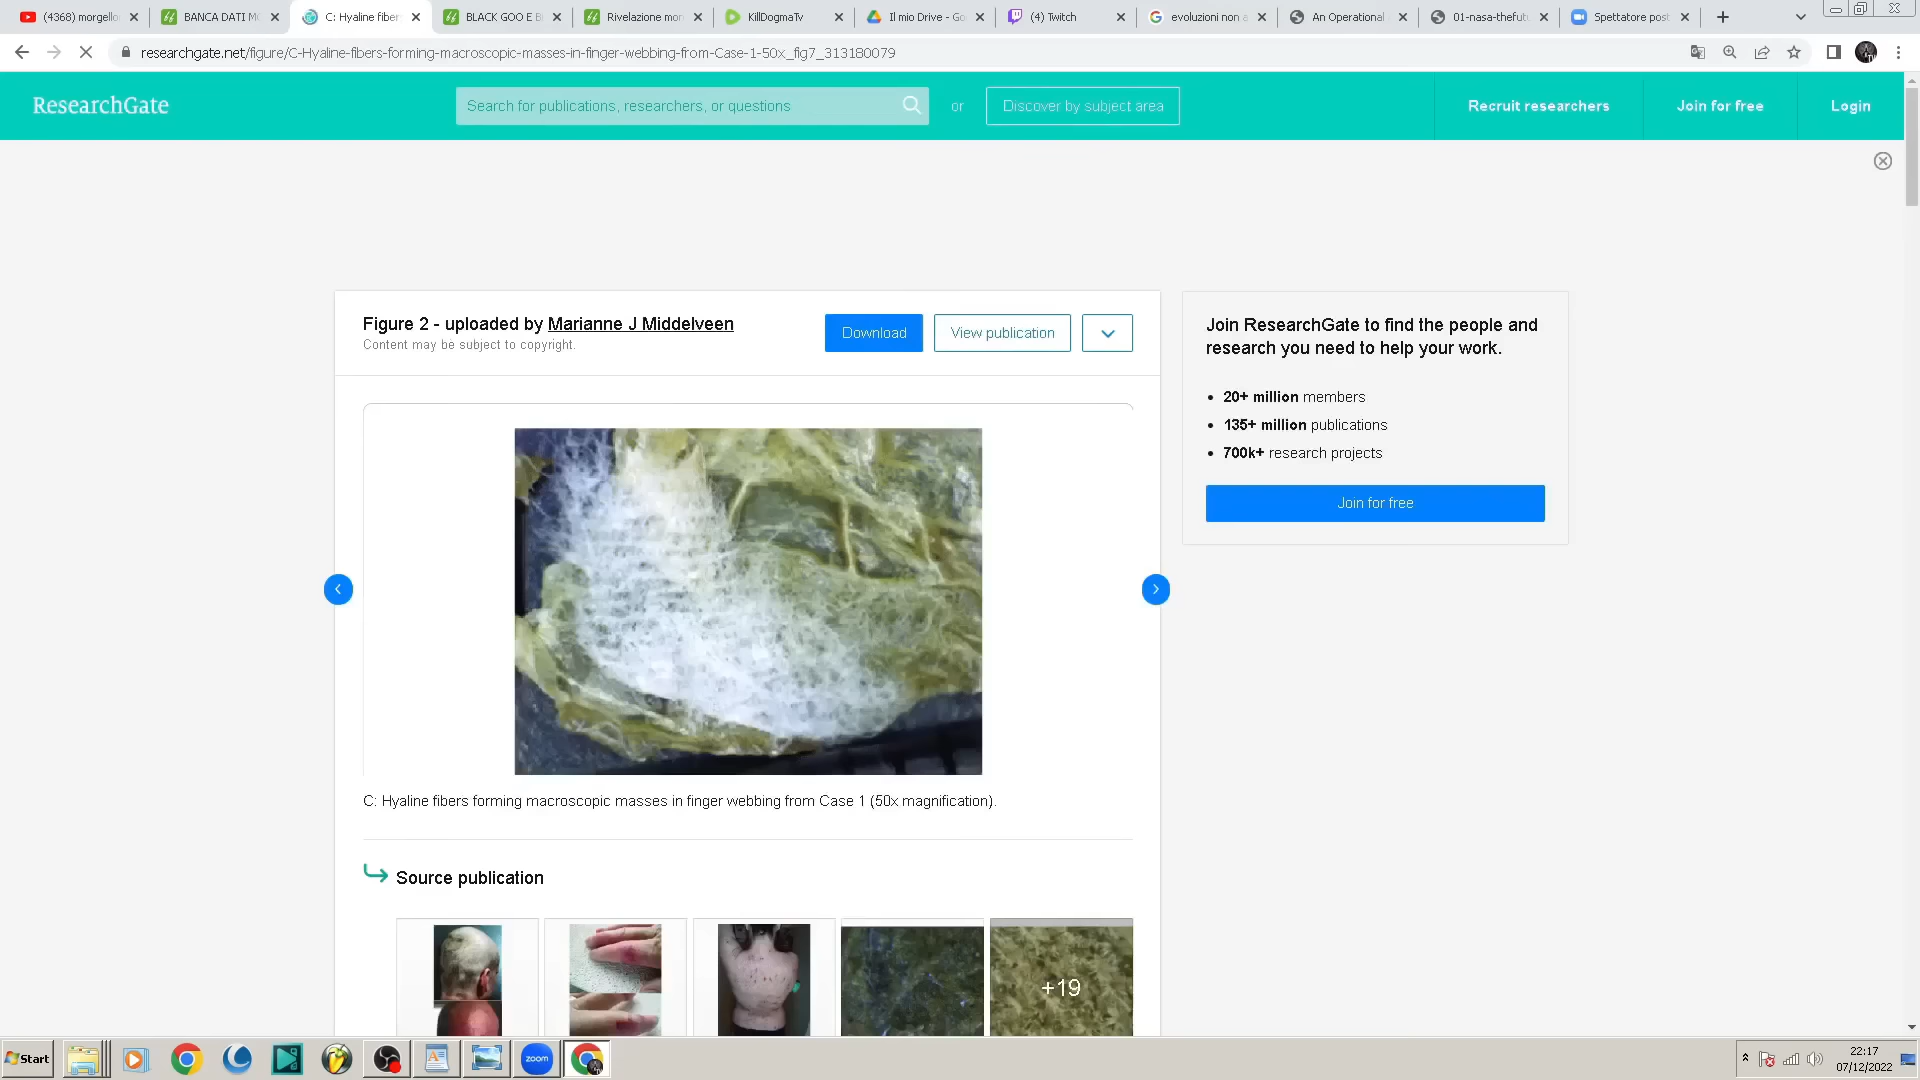 (4368) morgello
BANCA DATI MO
C: Hyaline fiber
BLACK GOO E B
Rivelazione mor
KillDogmaTv
Il mio Drive - Go
(4) Twitch
evoluzioni non a
An Operational
01-nasa-thefutu
Spettatore post
researchgate.net/figure/C-Hyaline-fibers-forming-macroscopic-masses-in-finger-webbing-from-Case-1-50x_fig7_313180079
ResearchGate
Search for publications, researchers, or questions
or
Discover by subject area
Recruit researchers
Join for free
Login
Figure 2 - uploaded by Marianne J Middelveen
Content may be subject to copyright.
Download
View publication
Join ResearchGate to find the people and
research you need to help your work.
20+ million members
135+ million publications
700k+ research projects
Join for free
C: Hyaline fibers forming macroscopic masses in finger webbing from Case 1 (50x magnification).
Source publication
+19
Start
zoom
22:17
07/12/2022